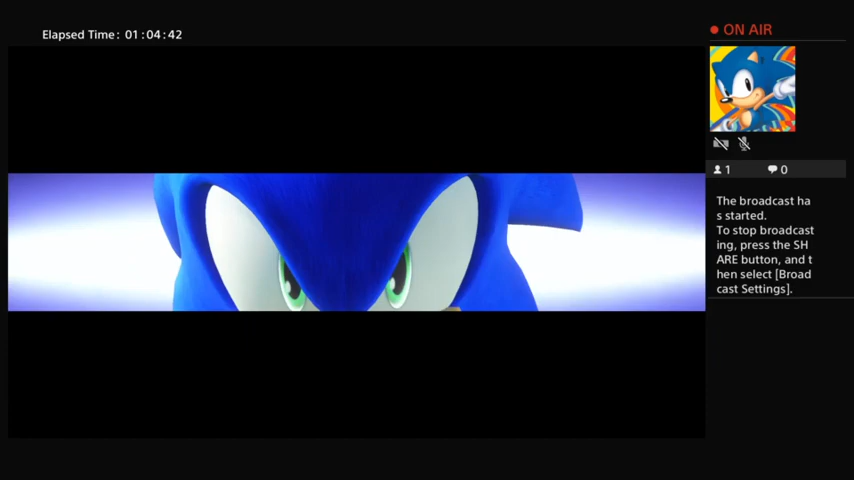 Elapsed Time: 01:04:42
ON AIR
1
0
The broadcast ha
s started.
To stop broadcast
ing, press the SH
ARE button, and t
hen select [Broad
cast Settings].